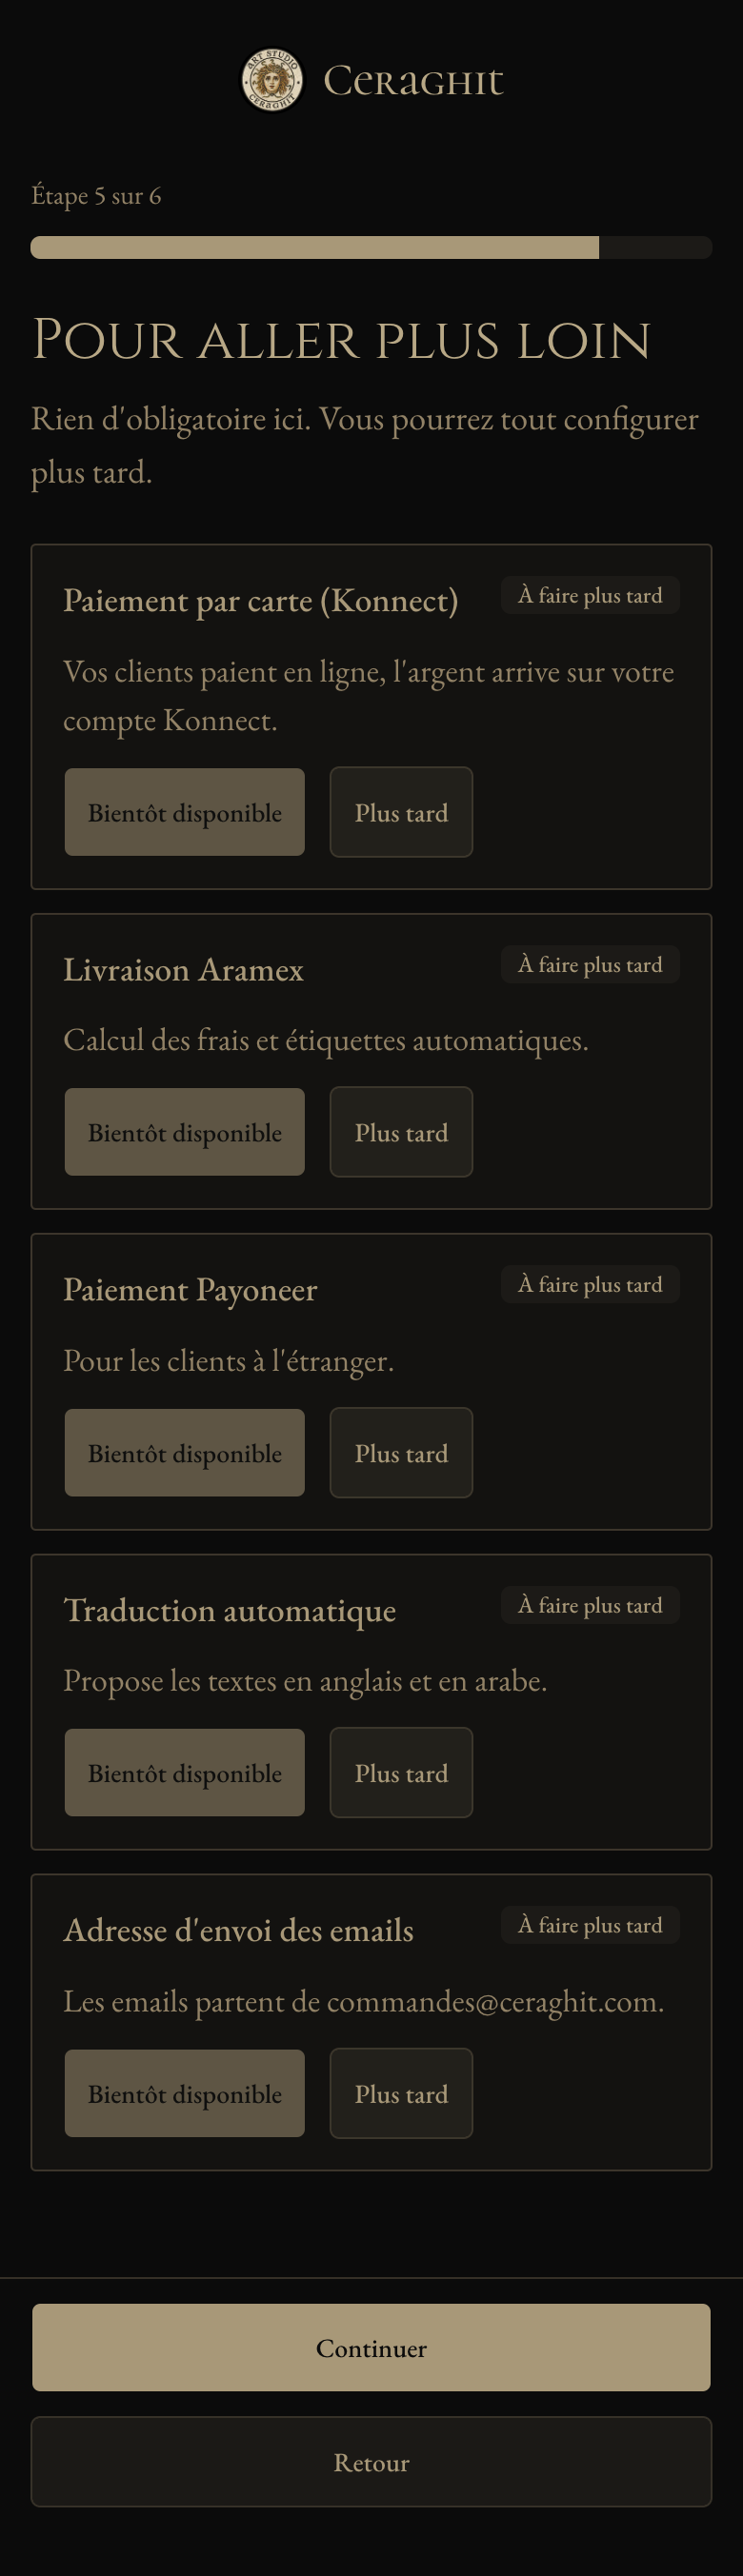 ART STUDIO
CERAGHIT
Ceraghit
Étape 5 sur 6
Pour aller plus loin
Rien d'obligatoire ici. Vous pourrez tout configurer
plus tard.
Paiement par carte (Konnect)
À faire plus tard
Vos clients paient en ligne, l'argent arrive sur votre
compte Konnect.
Bientôt disponible
Plus tard
Livraison Aramex
À faire plus tard
Calcul des frais et étiquettes automatiques.
Bientôt disponible
Plus tard
Paiement Payoneer
À faire plus tard
Pour les clients à l'étranger.
Bientôt disponible
Plus tard
Traduction automatique
À faire plus tard
Propose les textes en anglais et en arabe.
Bientôt disponible
Plus tard
Adresse d'envoi des emails
À faire plus tard
Les emails partent de commandes@ceraghit.com.
Bientôt disponible
Plus tard
Continuer
Retour